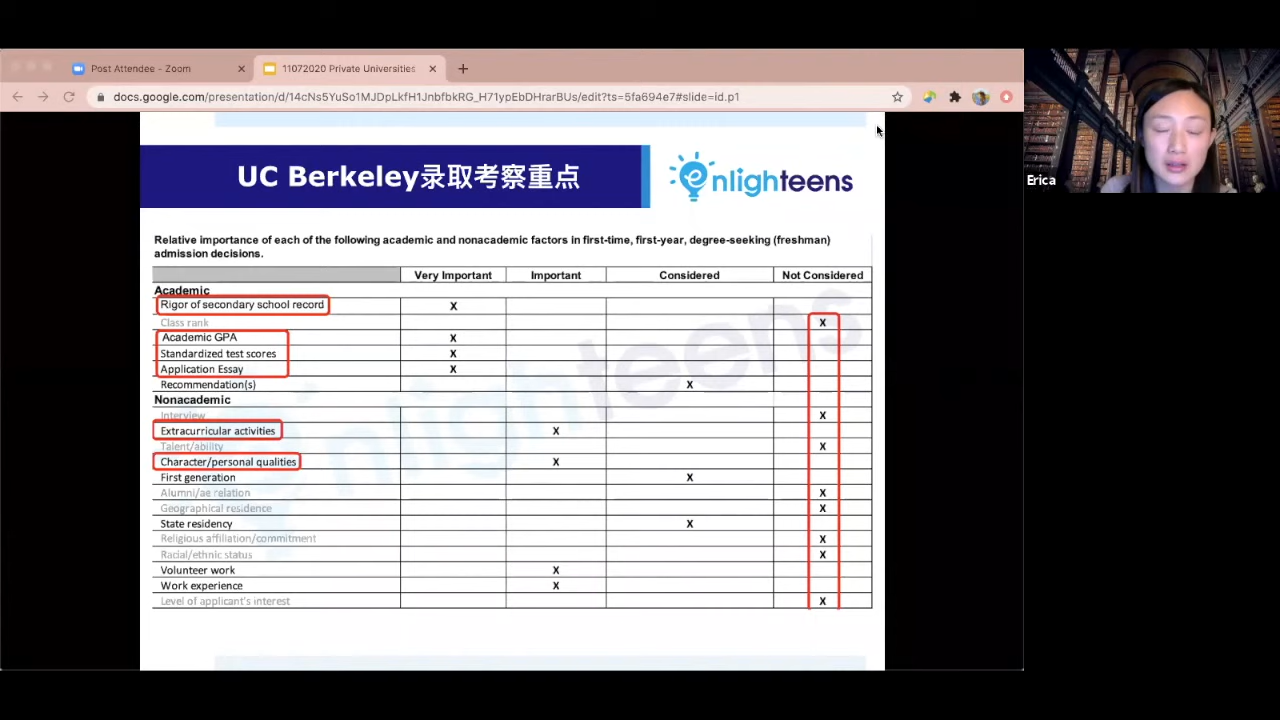 Post Attendee - Zoom
11072020 Private Universities
docs.google.com/presentation/d/14cNs5YuSo1MJDpLkfH1JnbfbkRG_H71ypEbDHrarBUs/edit?ts=5fa694e7#slide=id.p1
Erica
UC Berkeley录取考察重点
enlighteens
Relative importance of each of the following academic and nonacademic factors in first-time, first-year, degree-seeking (freshman)
admission decisions.
Very Important Important Considered Not Considered
Academic
Rigor of secondary school record X
Class rank X
Academic GPA X
Standardized test scores X
Application Essay X
Recommendation(s) X
Nonacademic
Interview X
Extracurricular activities X
Talent/ability X
Character/personal qualities X
First generation X
Alumni/ae relation X
Geographical residence X
State residency X
Religious affiliation/commitment X
Racial/ethnic status X
Volunteer work X
Work experience X
Level of applicant's interest X
enlighteens